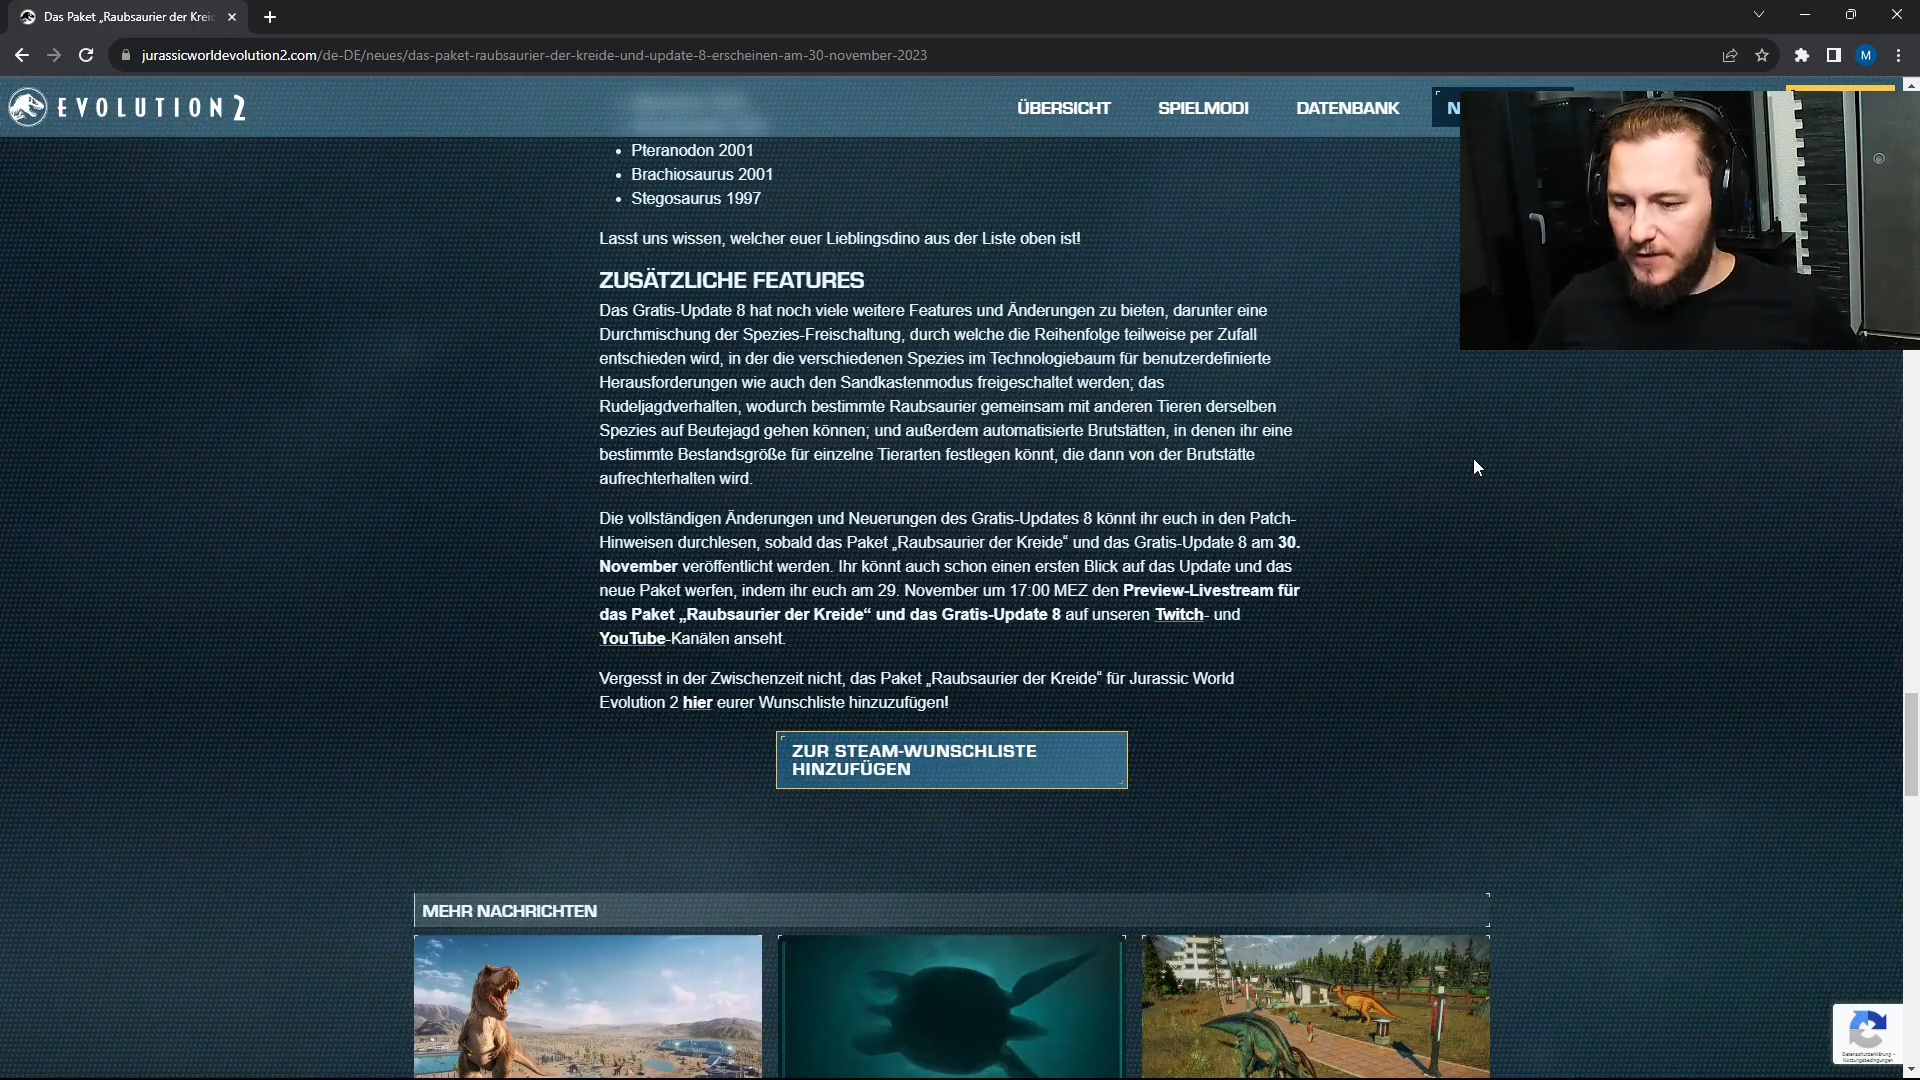 Das Paket „Raubsaurier der Kreid
jurassicworldevolution2.com/de-DE/neues/das-paket-raubsaurier-der-kreide-und-update-8-erscheinen-am-30-november-2023
M
EVOLUTION 2
ÜBERSICHT
SPIELMODI
DATENBANK
N
• Pteranodon 2001
• Brachiosaurus 2001
• Stegosaurus 1997
Lasst uns wissen, welcher euer Lieblingsdino aus der Liste oben ist!
ZUSÄTZLICHE FEATURES
Das Gratis-Update 8 hat noch viele weitere Features und Änderungen zu bieten, darunter eine
Durchmischung der Spezies-Freischaltung, durch welche die Reihenfolge teilweise per Zufall
entschieden wird, in der die verschiedenen Spezies im Technologiebaum für benutzerdefinierte
Herausforderungen wie auch den Sandkastenmodus freigeschaltet werden; das
Rudeljagdverhalten, wodurch bestimmte Raubsaurier gemeinsam mit anderen Tieren derselben
Spezies auf Beutejagd gehen können; und außerdem automatisierte Brutstätten, in denen ihr eine
bestimmte Bestandsgröße für einzelne Tierarten festlegen könnt, die dann von der Brutstätte
aufrechterhalten wird.
Die vollständigen Änderungen und Neuerungen des Gratis-Updates 8 könnt ihr euch in den Patch-
Hinweisen durchlesen, sobald das Paket „Raubsaurier der Kreide“ und das Gratis-Update 8 am 30.
November veröffentlicht werden. Ihr könnt auch schon einen ersten Blick auf das Update und das
neue Paket werfen, indem ihr euch am 29. November um 17:00 MEZ den Preview-Livestream für
das Paket „Raubsaurier der Kreide“ und das Gratis-Update 8 auf unseren Twitch- und
YouTube-Kanälen anseht.
Vergesst in der Zwischenzeit nicht, das Paket „Raubsaurier der Kreide“ für Jurassic World
Evolution 2 hier eurer Wunschliste hinzuzufügen!
ZUR STEAM-WUNSCHLISTE
HINZUFÜGEN
MEHR NACHRICHTEN
Datenschutzerklärung -
Nutzungsbedingungen